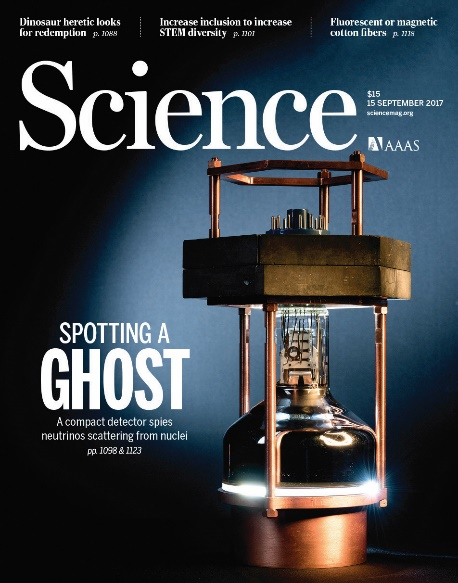 Dinosaur heretic looks
for redemption p. 1088
Increase inclusion to increase
STEM diversity p. 1101
Fluorescent or magnetic
cotton fibers p. 1118
Science
$15
15 SEPTEMBER 2017
sciencemag.org
AAAS
SPOTTING A
GHOST
A compact detector spies
neutrinos scattering from nuclei
pp. 1098 & 1123